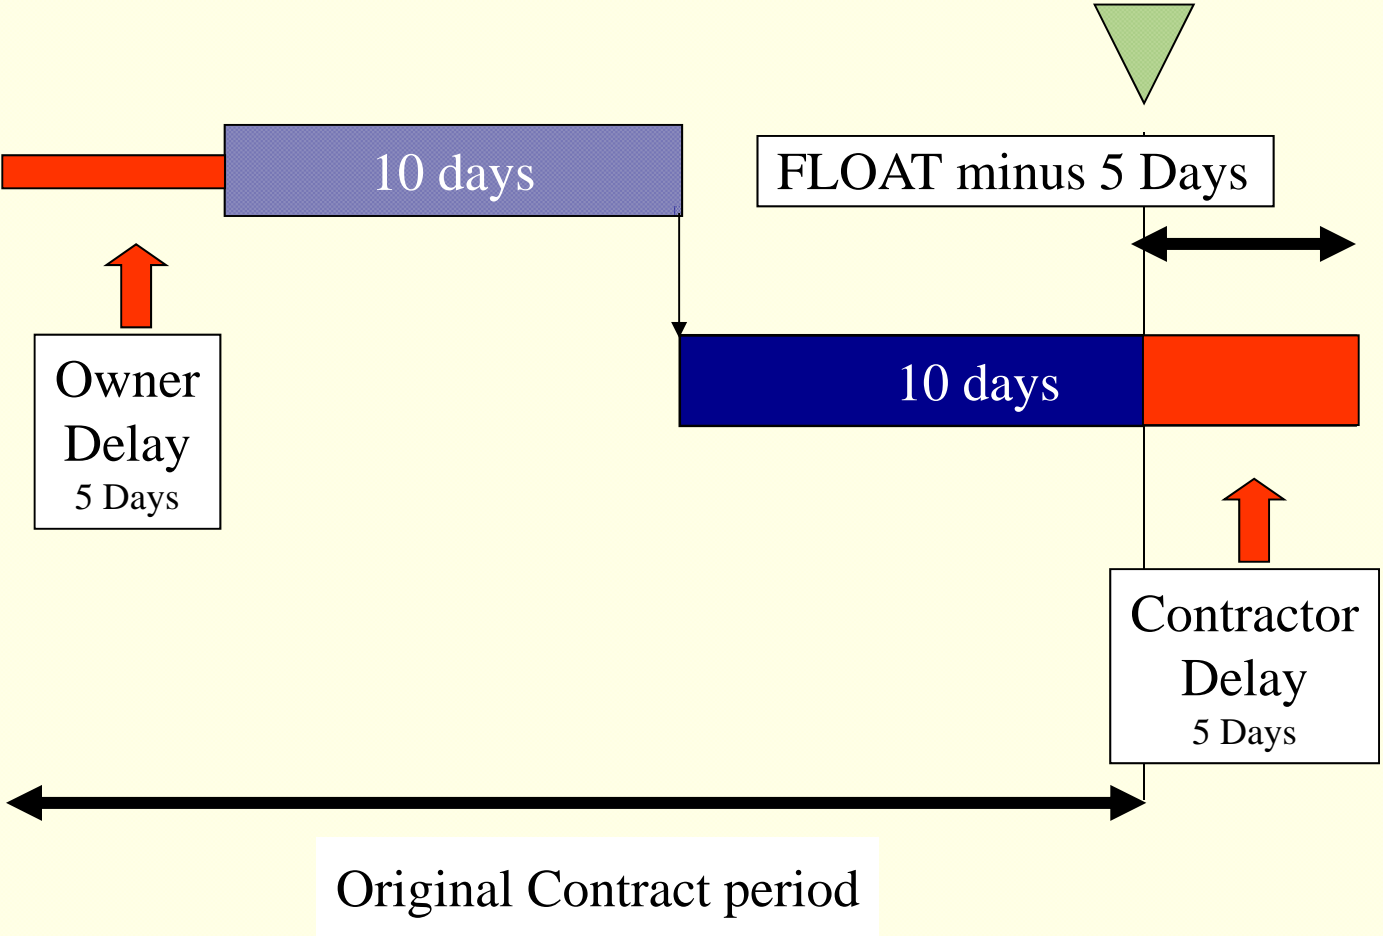 10 days
FLOAT minus 5 Days
Owner
Delay
5 Days
10 days
Contractor
Delay
5 Days
Original Contract period